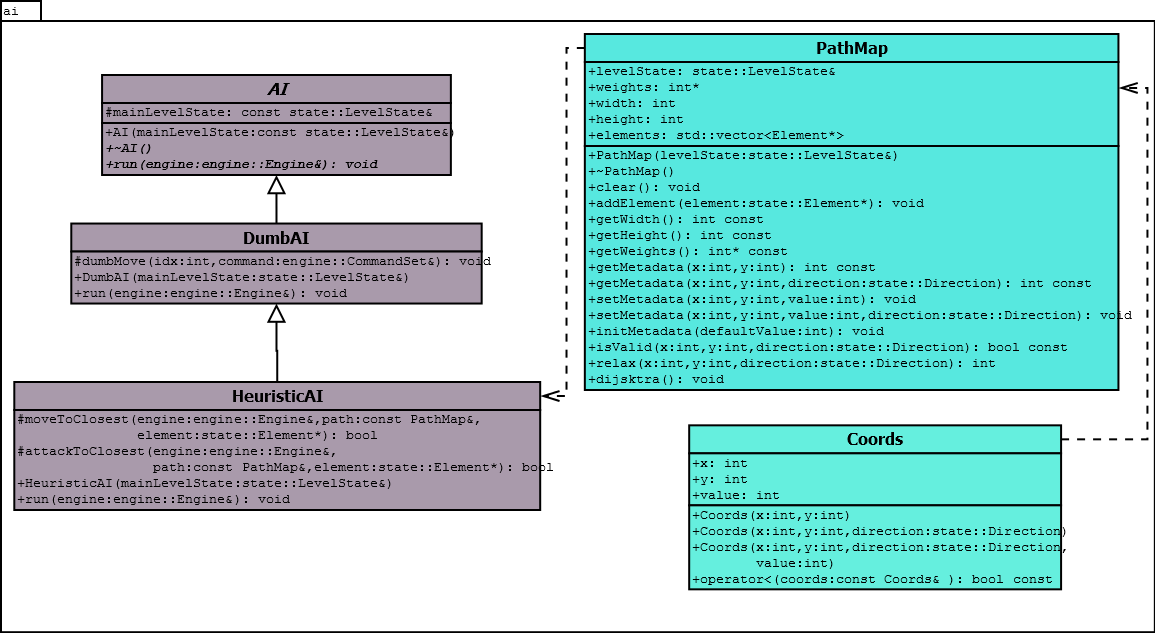 ai
AI
#mainLevelState: const state::LevelState&
+AI(mainLevelState:const state::LevelState&)
+~AI()
+run(engine:engine::Engine&): void
DumbAI
#dumbMove(idx:int,command:engine::CommandSet&): void
+DumbAI(mainLevelState:state::LevelState&)
+run(engine:engine::Engine&): void
HeuristicAI
#moveToClosest(engine:engine::Engine&,path:const PathMap&,
element:state::Element*): bool
#attackToClosest(engine:engine::Engine&,
path:const PathMap&,element:state::Element*): bool
+HeuristicAI(mainLevelState:state::LevelState&)
+run(engine:engine::Engine&): void
PathMap
+levelState: state::LevelState&
+weights: int*
+width: int
+height: int
+elements: std::vector<Element*>
+PathMap(levelState:state::LevelState&)
+~PathMap()
+clear(): void
+addElement(element:state::Element*): void
+getWidth(): int const
+getHeight(): int const
+getWeights(): int* const
+getMetadata(x:int,y:int): int const
+getMetadata(x:int,y:int,direction:state::Direction): int const
+setMetadata(x:int,y:int,value:int): void
+setMetadata(x:int,y:int,value:int,direction:state::Direction): void
+initMetadata(defaultValue:int): void
+isValid(x:int,y:int,direction:state::Direction): bool const
+relax(x:int,y:int,direction:state::Direction): int
+dijsktra(): void
Coords
+x: int
+y: int
+value: int
+Coords(x:int,y:int)
+Coords(x:int,y:int,direction:state::Direction)
+Coords(x:int,y:int,direction:state::Direction,
value:int)
+operator<(coords:const Coords& ): bool const